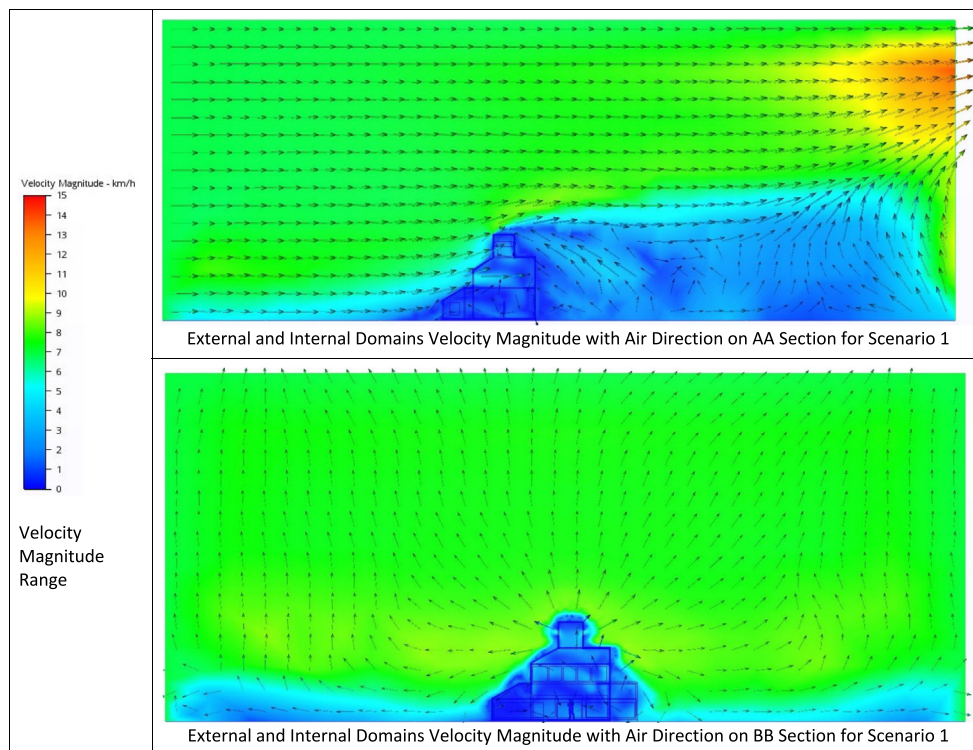 Velocity Magnitude - km/h
15
14
13
12
11
10
9
8
7
6
5
4
3
2
1
0
Velocity
Magnitude
Range
External and Internal Domains Velocity Magnitude with Air Direction on AA Section for Scenario 1
External and Internal Domains Velocity Magnitude with Air Direction on BB Section for Scenario 1